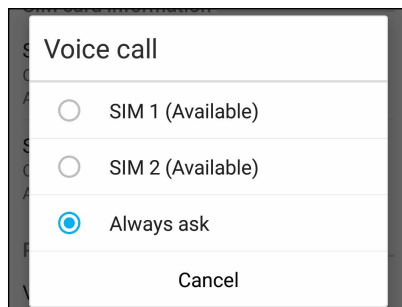 Voice call
SIM 1 (Available)
SIM 2 (Available)
Always ask
Cancel